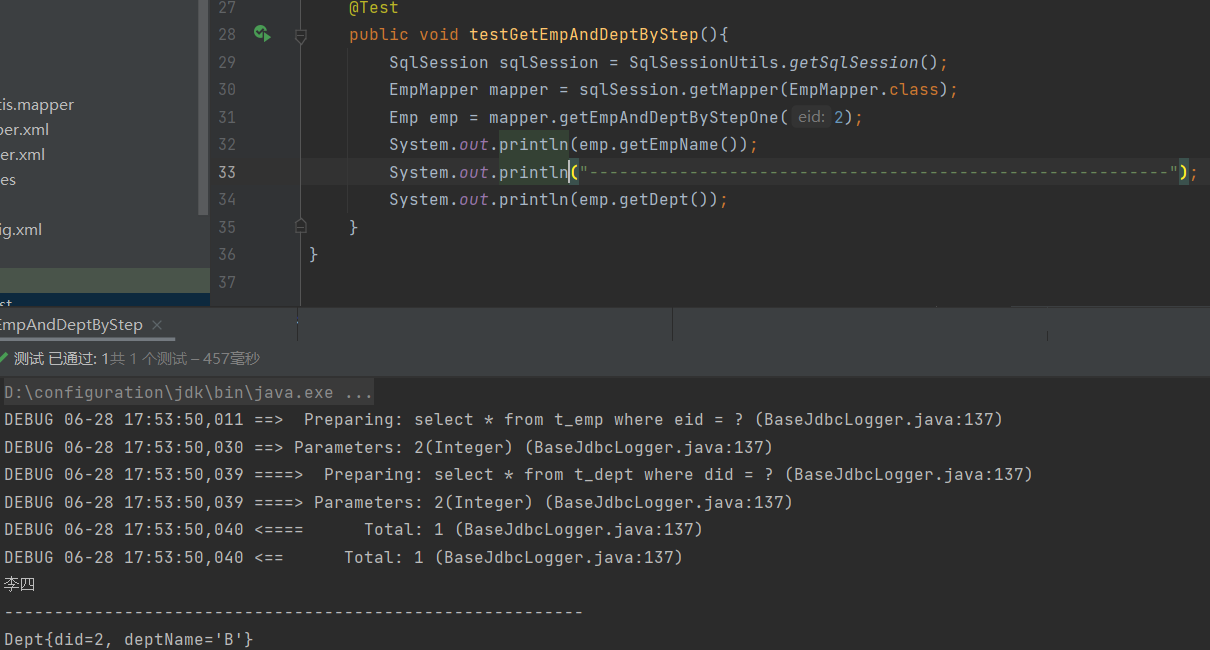 27 @Test
28 public void testGetEmpAndDeptByStep(){
29 SqlSession sqlSession = SqlSessionUtils.getSqlSession();
tis.mapper 30 EmpMapper mapper = sqlSession.getMapper(EmpMapper.class);
per.xml 31 Emp emp = mapper.getEmpAndDeptByStepOne( eid: 2);
er.xml 32 System.out.println(emp.getEmpName());
es 33 System.out.println("----------------------------------------------------------");
34 System.out.println(emp.getDept());
ig.xml 35 }
36 }
37
st
EmpAndDeptByStep ×
测试 已通过: 1共 1 个测试 – 457毫秒
D:\configuration\jdk\bin\java.exe ...
DEBUG 06-28 17:53:50,011 ==>  Preparing: select * from t_emp where eid = ? (BaseJdbcLogger.java:137)
DEBUG 06-28 17:53:50,030 ==> Parameters: 2(Integer) (BaseJdbcLogger.java:137)
DEBUG 06-28 17:53:50,039 ====>  Preparing: select * from t_dept where did = ? (BaseJdbcLogger.java:137)
DEBUG 06-28 17:53:50,039 ====> Parameters: 2(Integer) (BaseJdbcLogger.java:137)
DEBUG 06-28 17:53:50,040 <====      Total: 1 (BaseJdbcLogger.java:137)
DEBUG 06-28 17:53:50,040 <==      Total: 1 (BaseJdbcLogger.java:137)
李四
----------------------------------------------------------
Dept{did=2, deptName='B'}